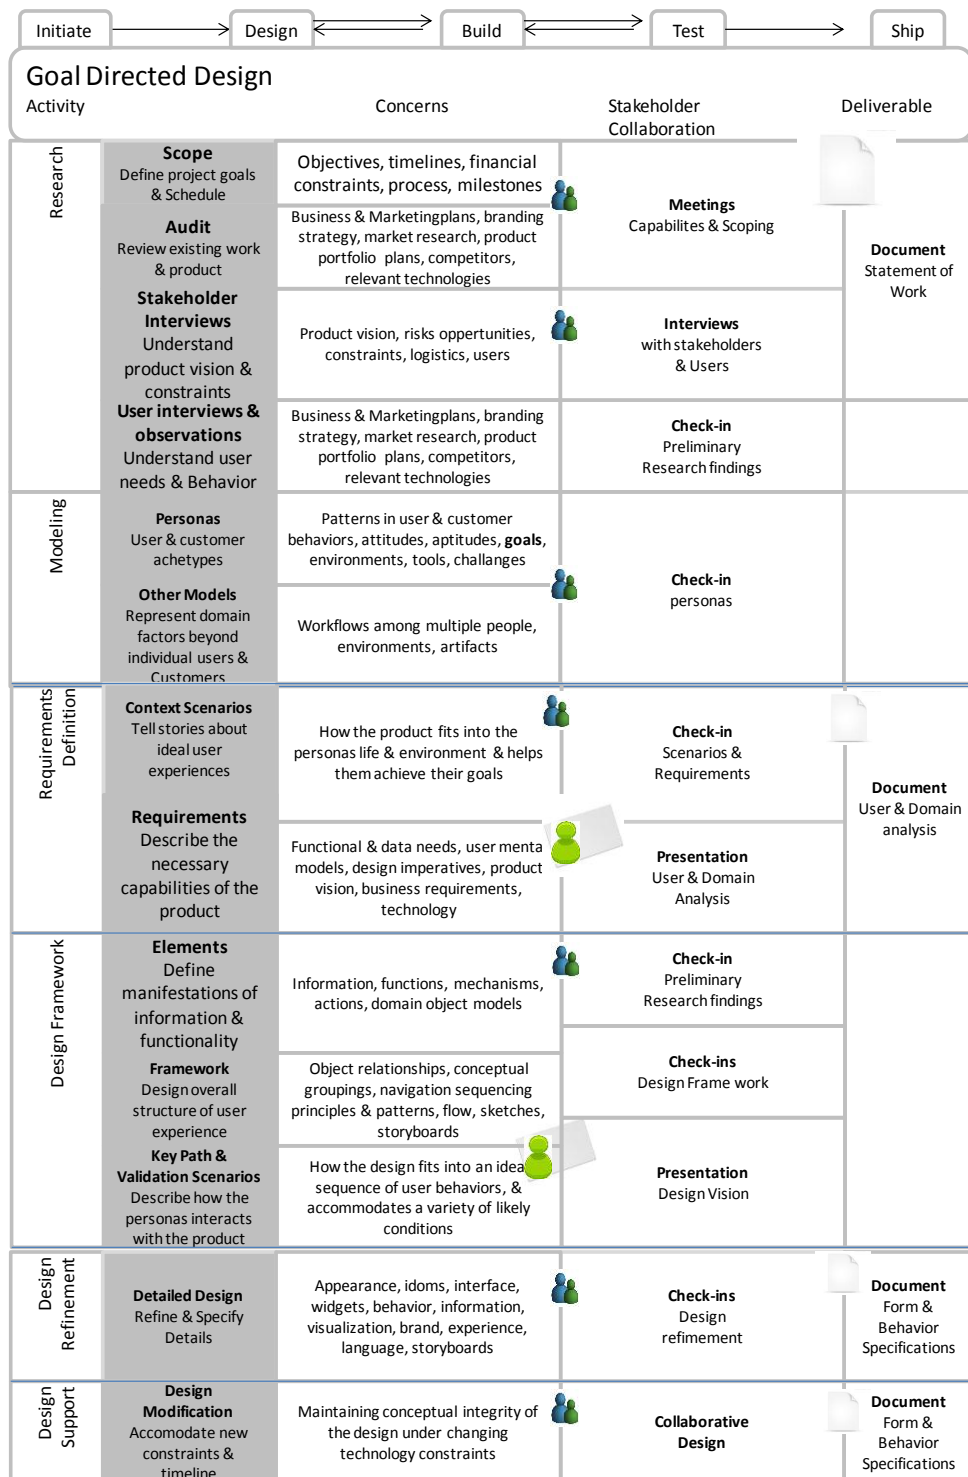 Initiate
Design
Build
Test
Ship
Goal Directed Design
Activity
Concerns
Stakeholder
Collaboration
Deliverable
Research
Scope
Define project goals
& Schedule
Objectives, timelines, financial
constraints, process, milestones
Meetings
Capabilites & Scoping
Document
Statement of
Work
Audit
Review existing work
& product
Business & Marketingplans, branding
strategy, market research, product
portfolio plans, competitors,
relevant technologies
Stakeholder
Interviews
Understand
product vision &
constraints
Product vision, risks oppertunities,
constraints, logistics, users
Interviews
with stakeholders
& Users
User interviews &
observations
Understand user
needs & Behavior
Business & Marketingplans, branding
strategy, market research, product
portfolio plans, competitors,
relevant technologies
Check-in
Preliminary
Research findings
Modeling
Personas
User & customer
achetypes
Patterns in user & customer
behaviors, attitudes, aptitudes, goals,
environments, tools, challanges
Check-in
personas
Other Models
Represent domain
factors beyond
individual users &
Customers
Workflows among multiple people,
environments, artifacts
Requirements
Definition
Context Scenarios
Tell stories about
ideal user
experiences
How the product fits into the
personas life & environment & helps
them achieve their goals
Check-in
Scenarios &
Requirements
Document
User & Domain
analysis
Requirements
Describe the
necessary
capabilities of the
product
Functional & data needs, user menta
models, design imperatives, product
vision, business requirements,
technology
Presentation
User & Domain
Analysis
Design Framework
Elements
Define
manifestations of
information &
functionality
Information, functions, mechanisms,
actions, domain object models
Check-in
Preliminary
Research findings
Framework
Design overall
structure of user
experience
Object relationships, conceptual
groupings, navigation sequencing
principles & patterns, flow, sketches,
storyboards
Check-ins
Design Frame work
Key Path &
Validation Scenarios
Describe how the
personas interacts
with the product
How the design fits into an idea
sequence of user behaviors, &
accommodates a variety of likely
conditions
Presentation
Design Vision
Design
Refinement
Detailed Design
Refine & Specify
Details
Appearance, idoms, interface,
widgets, behavior, information,
visualization, brand, experience,
language, storyboards
Check-ins
Design
refimement
Document
Form &
Behavior
Specifications
Design
Support
Design
Modification
Accomodate new
constraints &
timeline
Maintaining conceptual integrity of
the design under changing
technology constraints
Collaborative
Design
Document
Form &
Behavior
Specifications